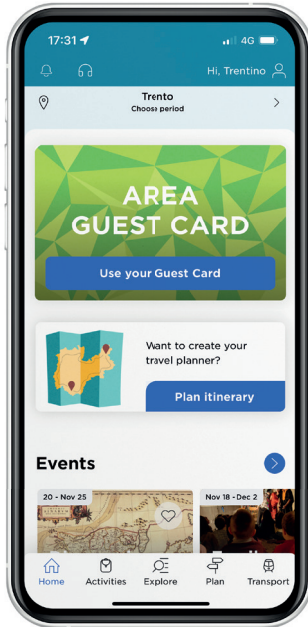 17:31
4G
Hi, Trentino
Trento
Choose period
AREA
GUEST CARD
Use your Guest Card
Want to create your
travel planner?
Plan itinerary
Events
20 - Nov 25
Nov 18 - Dec 2
Home
Activities
Explore
Plan
Transport